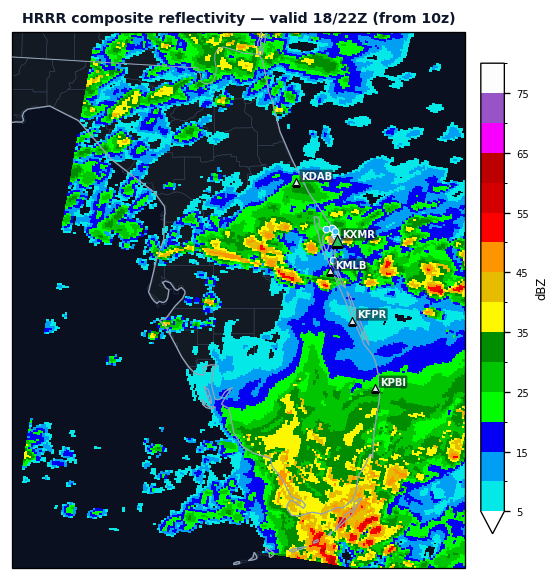 HRRR composite reflectivity — valid 18/22Z (from 10z)
KDAB
KXMR
KMLB
KFPR
KPBI
75
65
55
45
35
25
15
5
dBZ